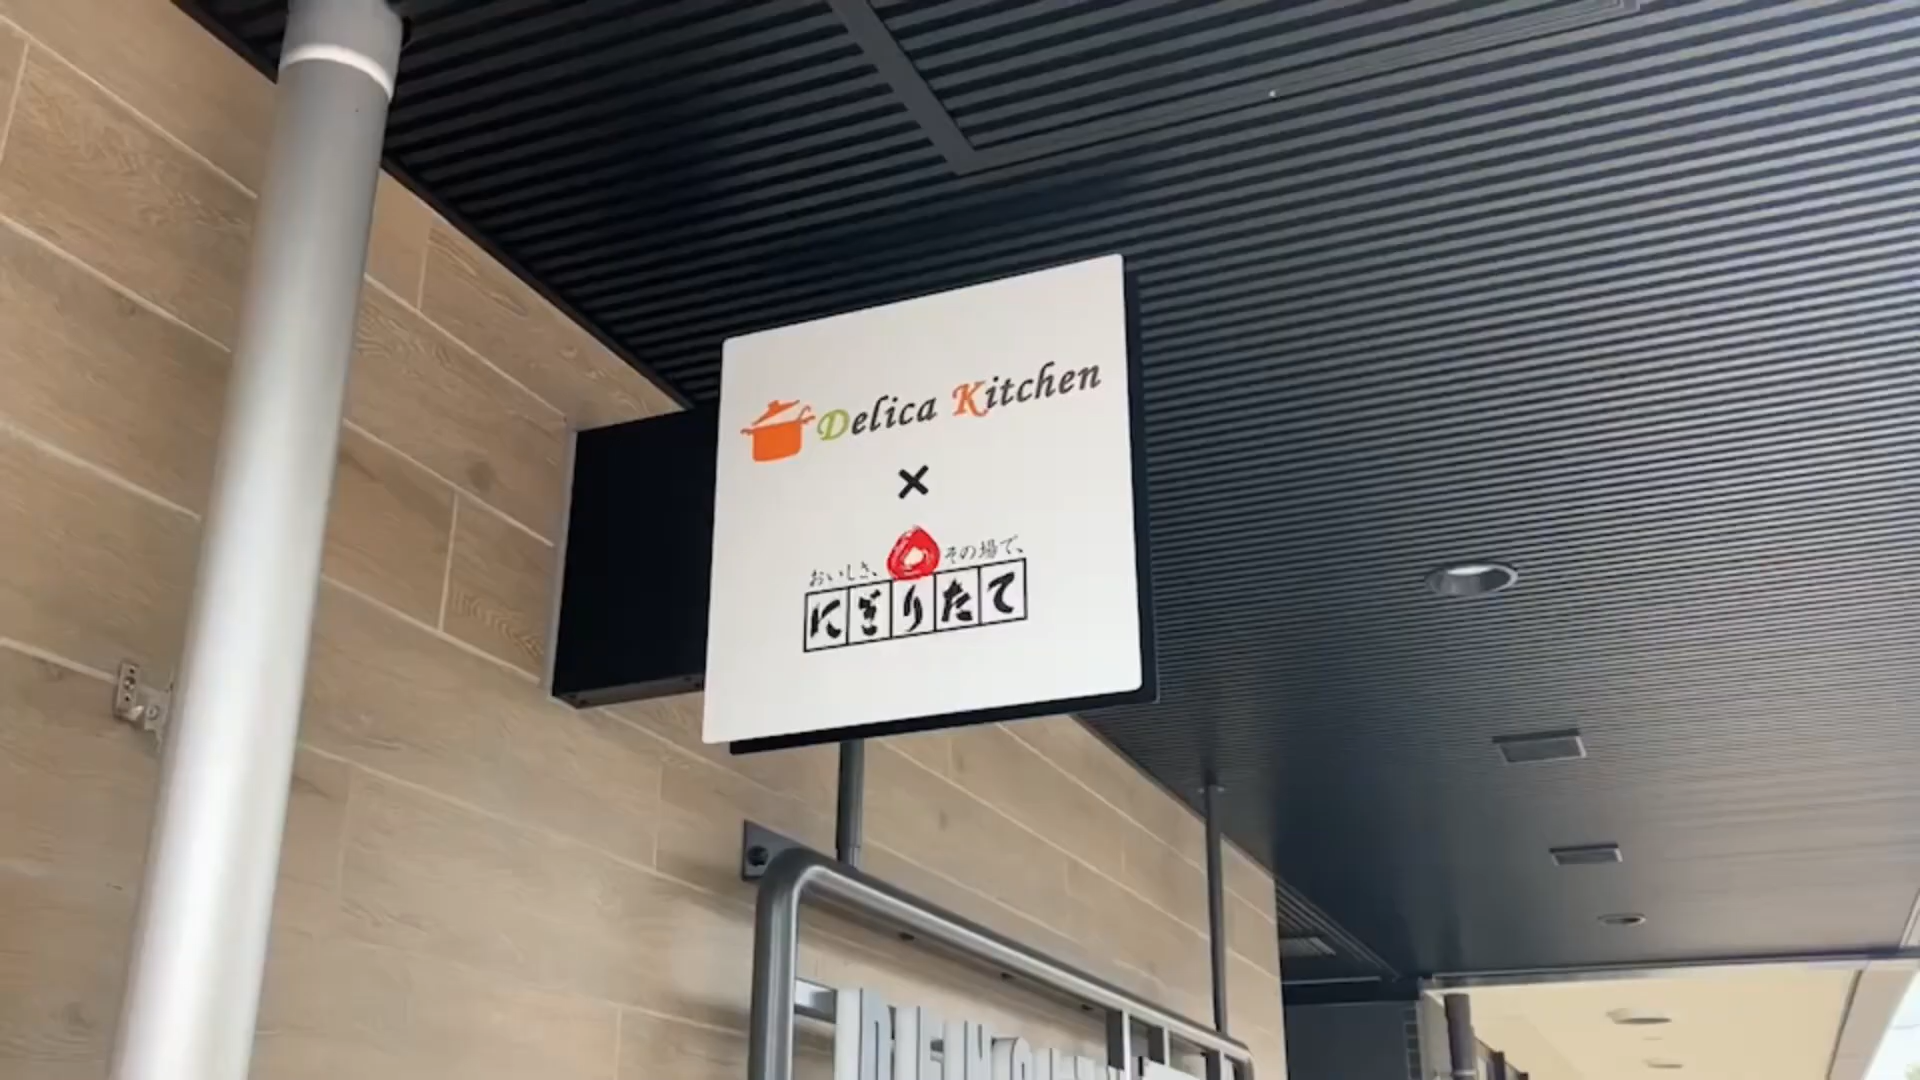 Delica Kitchen
×
おいしさ、その場で、
にぎりたて